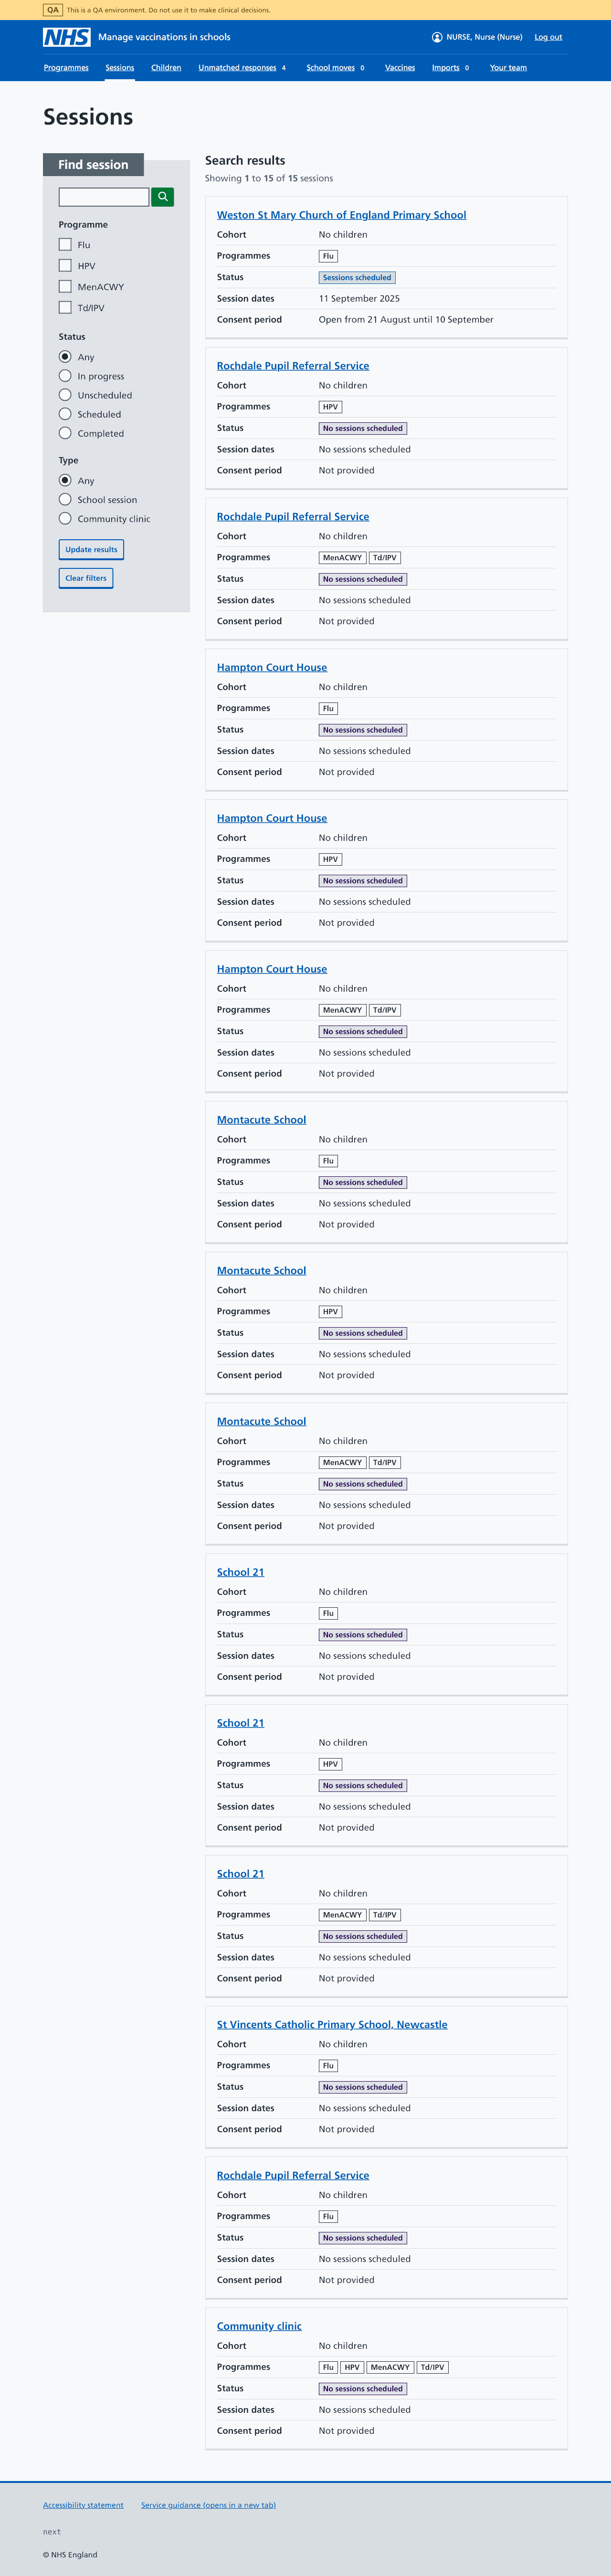 QA This is a QA environment. Do not use it to make clinical decisions.
NHS Manage vaccinations in schools NURSE, Nurse (Nurse) Log out
Programmes Sessions Children Unmatched responses 4 School moves 0 Vaccines Imports 0 Your team
Sessions
Find session
Programme
Flu
HPV
MenACWY
Td/IPV
Status
Any
In progress
Unscheduled
Scheduled
Completed
Type
Any
School session
Community clinic
Update results
Clear filters
Search results
Showing 1 to 15 of 15 sessions
Weston St Mary Church of England Primary School
Cohort No children
Programmes Flu
Status Sessions scheduled
Session dates 11 September 2025
Consent period Open from 21 August until 10 September
Rochdale Pupil Referral Service
Cohort No children
Programmes HPV
Status No sessions scheduled
Session dates No sessions scheduled
Consent period Not provided
Rochdale Pupil Referral Service
Cohort No children
Programmes MenACWY Td/IPV
Status No sessions scheduled
Session dates No sessions scheduled
Consent period Not provided
Hampton Court House
Cohort No children
Programmes Flu
Status No sessions scheduled
Session dates No sessions scheduled
Consent period Not provided
Hampton Court House
Cohort No children
Programmes HPV
Status No sessions scheduled
Session dates No sessions scheduled
Consent period Not provided
Hampton Court House
Cohort No children
Programmes MenACWY Td/IPV
Status No sessions scheduled
Session dates No sessions scheduled
Consent period Not provided
Montacute School
Cohort No children
Programmes Flu
Status No sessions scheduled
Session dates No sessions scheduled
Consent period Not provided
Montacute School
Cohort No children
Programmes HPV
Status No sessions scheduled
Session dates No sessions scheduled
Consent period Not provided
Montacute School
Cohort No children
Programmes MenACWY Td/IPV
Status No sessions scheduled
Session dates No sessions scheduled
Consent period Not provided
School 21
Cohort No children
Programmes Flu
Status No sessions scheduled
Session dates No sessions scheduled
Consent period Not provided
School 21
Cohort No children
Programmes HPV
Status No sessions scheduled
Session dates No sessions scheduled
Consent period Not provided
School 21
Cohort No children
Programmes MenACWY Td/IPV
Status No sessions scheduled
Session dates No sessions scheduled
Consent period Not provided
St Vincents Catholic Primary School, Newcastle
Cohort No children
Programmes Flu
Status No sessions scheduled
Session dates No sessions scheduled
Consent period Not provided
Rochdale Pupil Referral Service
Cohort No children
Programmes Flu
Status No sessions scheduled
Session dates No sessions scheduled
Consent period Not provided
Community clinic
Cohort No children
Programmes Flu HPV MenACWY Td/IPV
Status No sessions scheduled
Session dates No sessions scheduled
Consent period Not provided
Accessibility statement Service guidance (opens in a new tab)
next
© NHS England